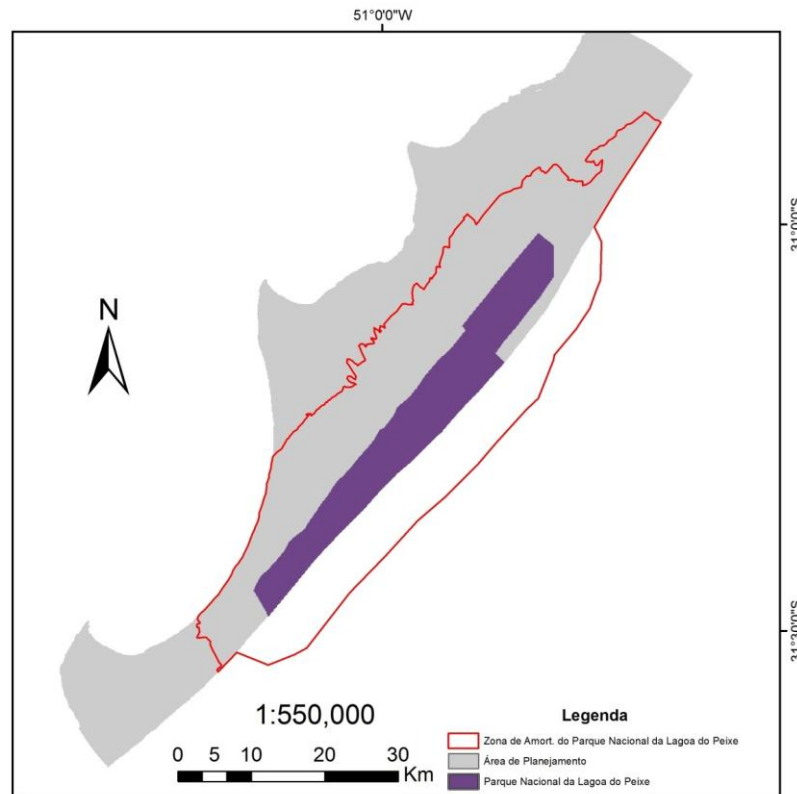 51°0'0"W
31°0'0"S
N
31°30'0"S
1:550,000
0 5 10 20 30
Km
Legenda
Zona de Amort. do Parque Nacional da Lagoa do Peixe
Área de Planejamento
Parque Nacional da Lagoa do Peixe